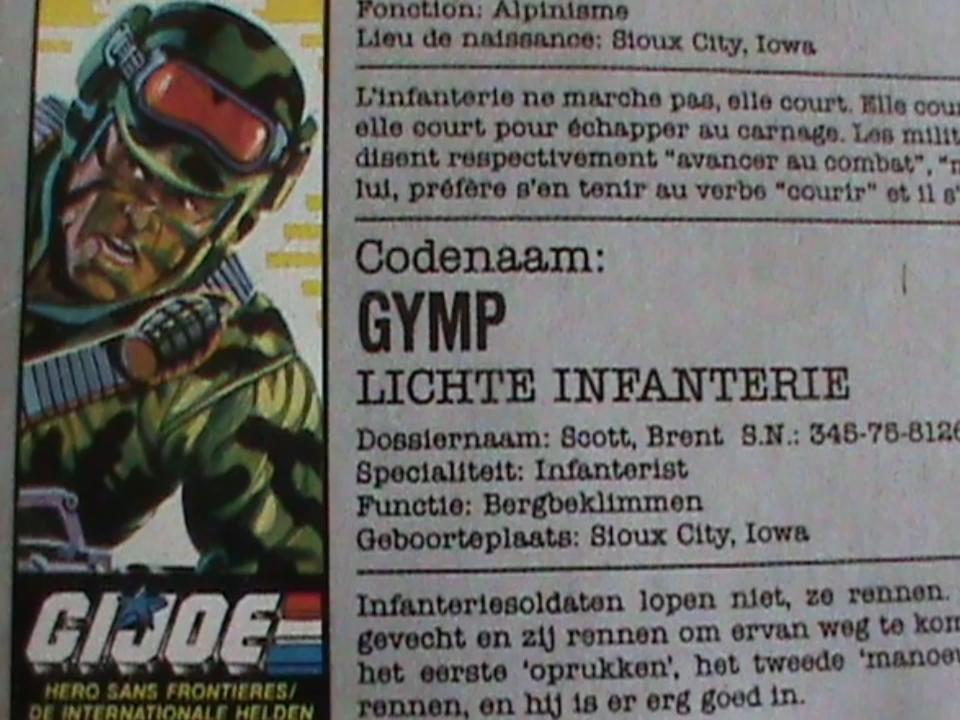 Fonction: Alpinisme
Lieu de naissance: Sioux City, Iowa
L'infanterie ne marche pas, elle court. Elle
elle court pour échapper au carnage. Les
disent respectivement "avancer au combat",
lui, préfère s'en tenir au verbe "courir" et il
Codenaam:
GYMP
LICHTE INFANTERIE
Dossiernaam: Scott, Brent S.N.: 345-75-8126
Specialiteit: Infanterist
Functie: Bergbeklimmen
Geboorteplaats: Sioux City, Iowa
Infanteriesoldaten lopen niet, ze rennen.
gevecht en zij rennen om ervan weg te
het eerste 'oprukken', het tweede
rennen, en hij is er erg goed in.
GI JOE
HERO SANS FRONTIERES/
DE INTERNATIONALE HELDEN